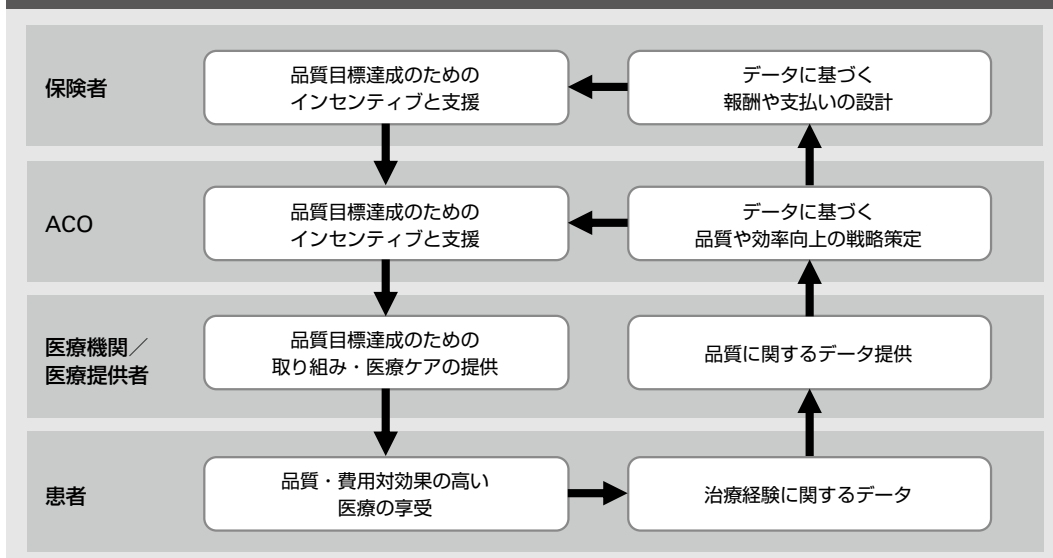 保険者
品質目標達成のための
インセンティブと支援
データに基づく
報酬や支払いの設計
ACO
品質目標達成のための
インセンティブと支援
データに基づく
品質や効率向上の戦略策定
医療機関／
医療提供者
品質目標達成のための
取り組み・医療ケアの提供
品質に関するデータ提供
患者
品質・費用対効果の高い
医療の享受
治療経験に関するデータ